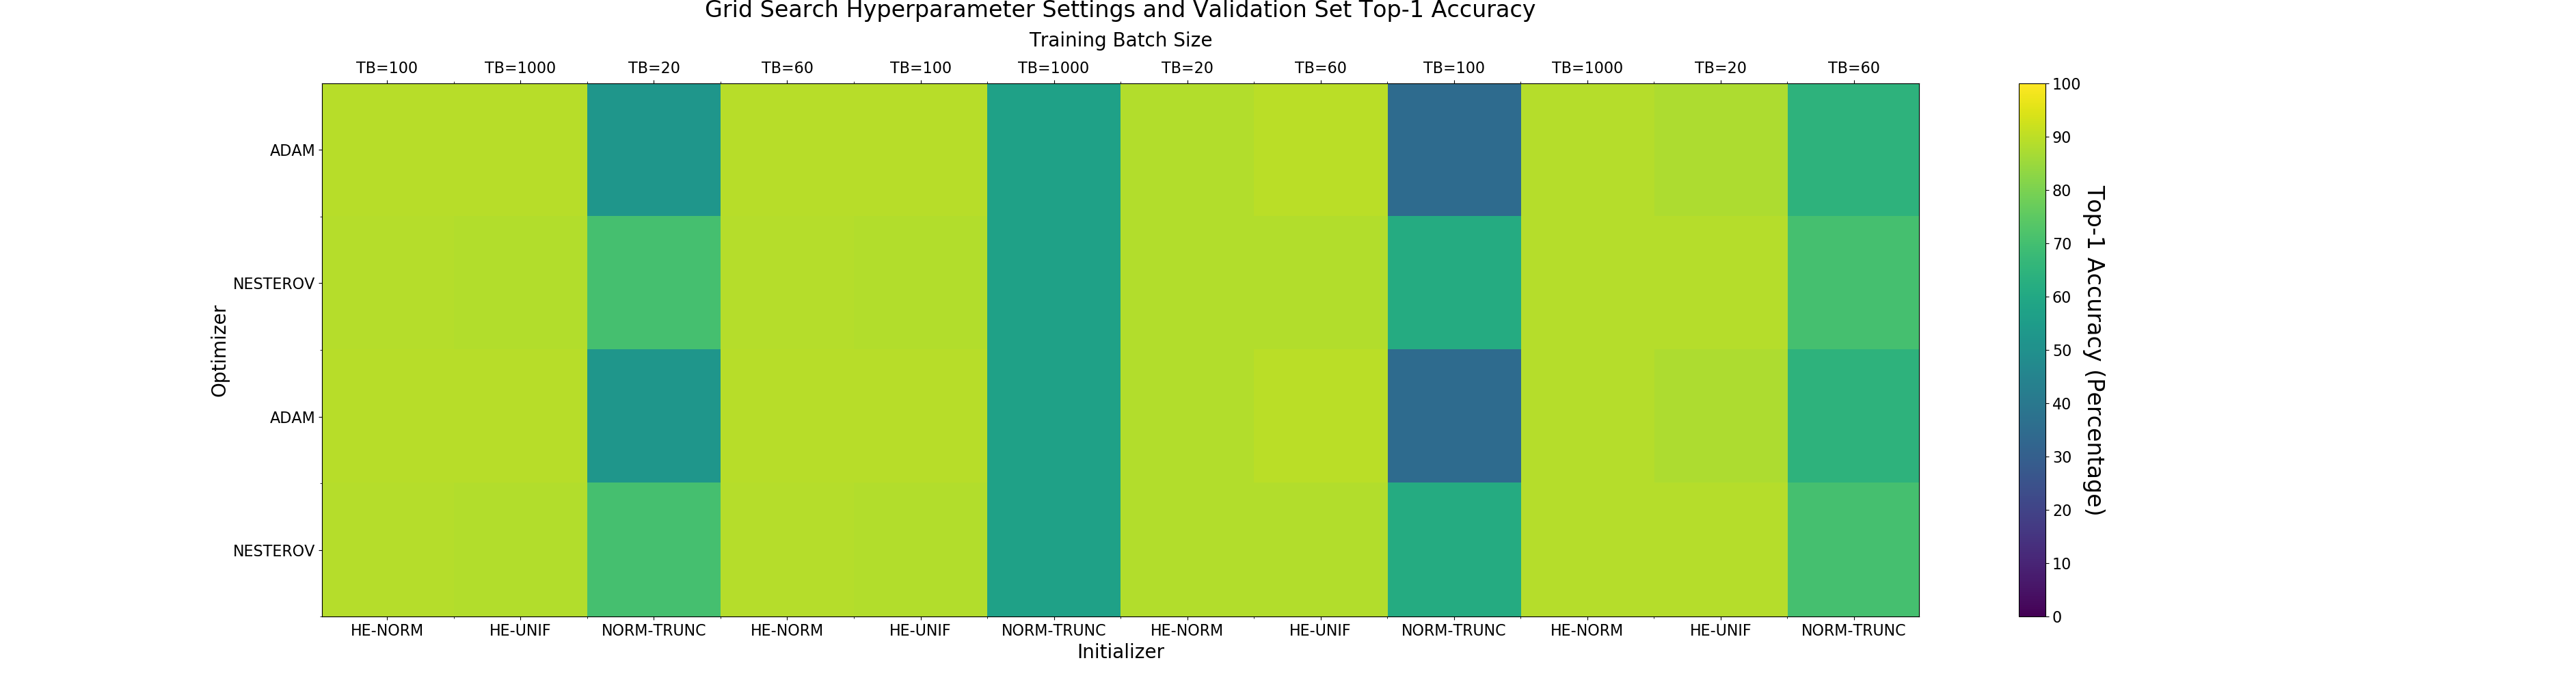 Grid Search Hyperparameter Settings and Validation Set Top-1 Accuracy
Training Batch Size
TB=100 TB=1000 TB=20 TB=60 TB=100 TB=1000 TB=20 TB=60 TB=100 TB=1000 TB=20 TB=60
ADAM
NESTEROV
ADAM
NESTEROV
Optimizer
HE-NORM HE-UNIF NORM-TRUNC HE-NORM HE-UNIF NORM-TRUNC HE-NORM HE-UNIF NORM-TRUNC HE-NORM HE-UNIF NORM-TRUNC
Initializer
100
90
80
70
60
50
40
30
20
10
0
Top-1 Accuracy (Percentage)